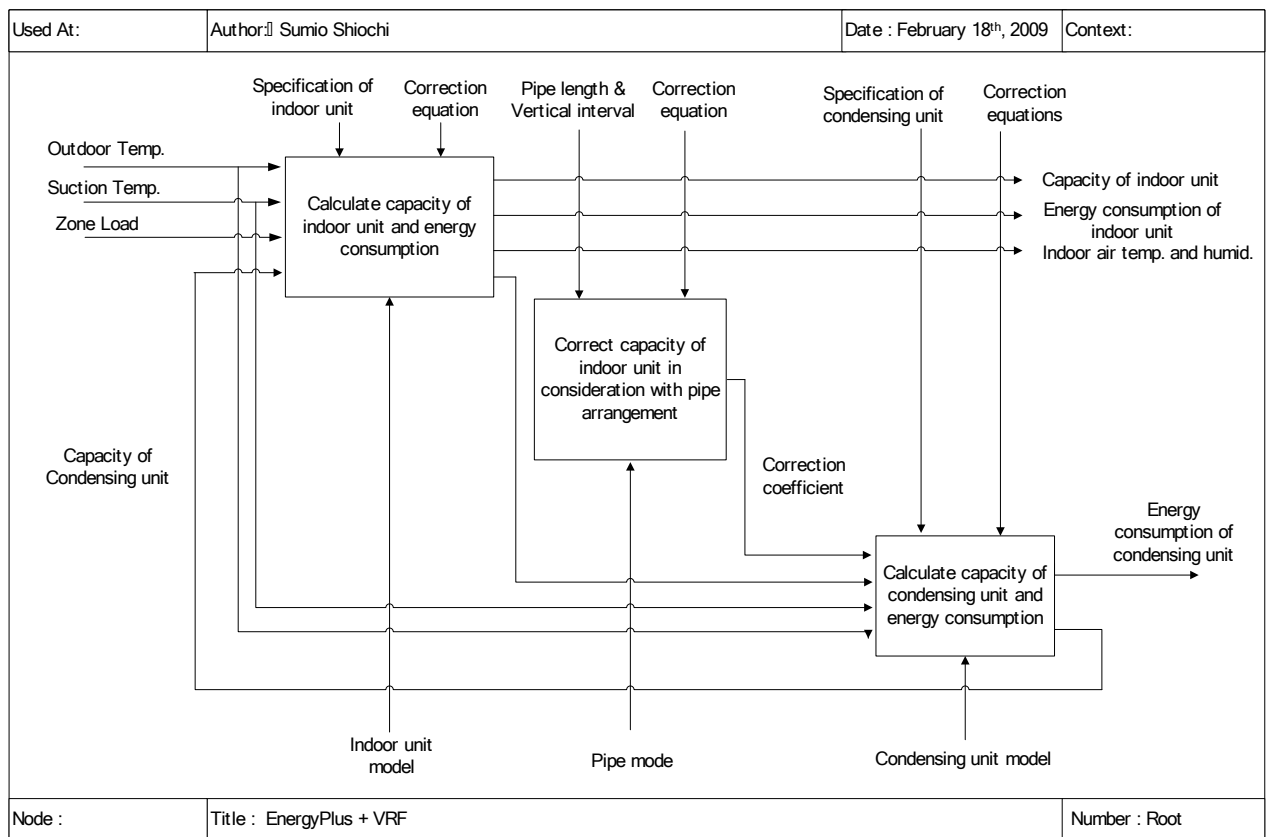 Used At:
Author: Sumio Shiochi
Date : February 18th, 2009
Context:
Specification of
indoor unit
Correction
equation
Pipe length &
Vertical interval
Correction
equation
Specification of
condensing unit
Correction
equations
Outdoor Temp.
Suction Temp.
Zone Load
Calculate capacity of
indoor unit and energy
consumption
Capacity of indoor unit
Energy consumption of
indoor unit
Indoor air temp. and humid.
Correct capacity of
indoor unit in
consideration with pipe
arrangement
Capacity of
Condensing unit
Correction
coefficient
Energy
consumption of
condensing unit
Calculate capacity of
condensing unit and
energy consumption
Indoor unit
model
Pipe mode
Condensing unit model
Node :
Title : EnergyPlus + VRF
Number : Root